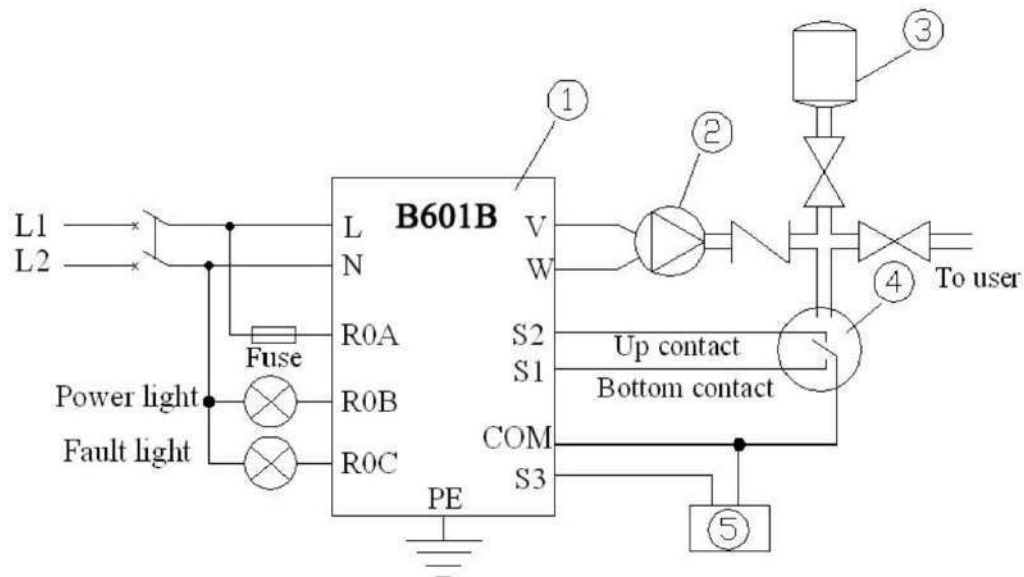 ③
①
②
L1
L2
B601B
L
N
V
W
④
To user
R0A
Fuse
S2
Up contact
S1
Bottom contact
Power light
R0B
Fault light
R0C
COM
S3
PE
⑤